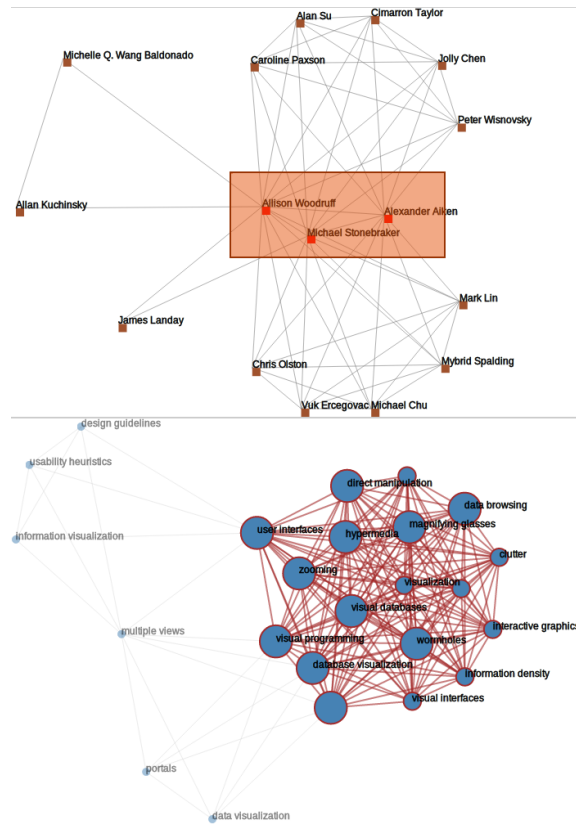 Alan Su
Cimarron Taylor
Michelle Q. Wang Baldonado
Caroline Paxson
Jolly Chen
Peter Wisnovsky
Allan Kuchinsky
Allison Woodruff
Alexander Aiken
Michael Stonebraker
Mark Lin
James Landay
Chris Olston
Mybrid Spalding
Vuk Ercegovac
Michael Chu
design guidelines
usability heuristics
direct manipulation
data browsing
user interfaces
hypermedia
magnifying glasses
information visualization
clutter
zooming
visualization
visual databases
multiple views
visual programming
wormholes
interactive graphics
database visualization
information density
visual interfaces
portals
data visualization